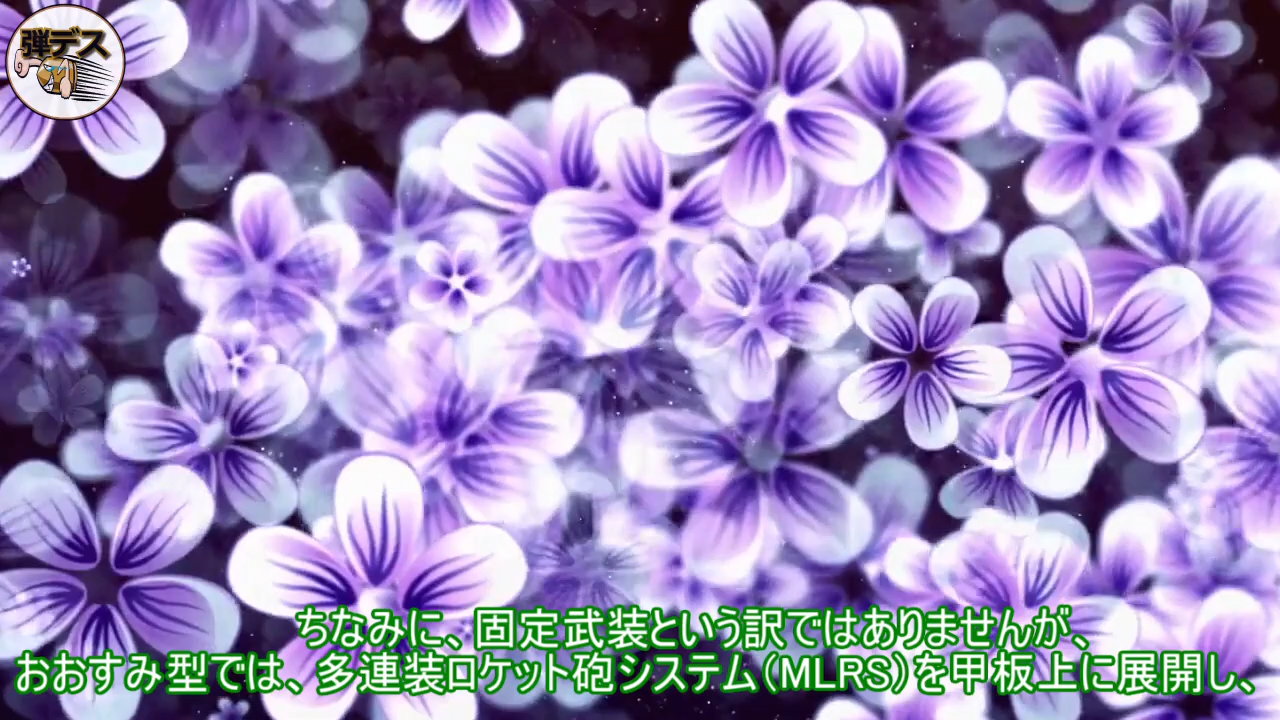 弾デス
ちなみに、固定武装という訳ではありませんが、
おおすみ型では、多連装ロケット砲システム（MLRS）を甲板上に展開し、